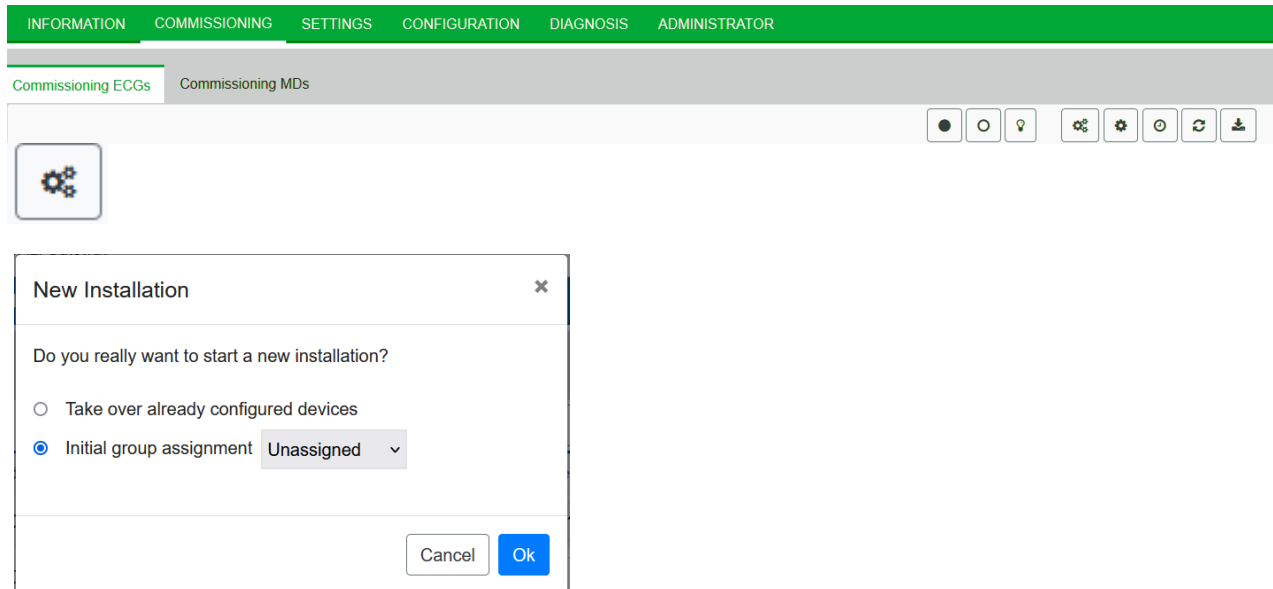 INFORMATION COMMISSIONING SETTINGS CONFIGURATION DIAGNOSIS ADMINISTRATOR
Commissioning ECGs Commissioning MDs
New Installation
Do you really want to start a new installation?
Take over already configured devices
Initial group assignment Unassigned
Cancel Ok